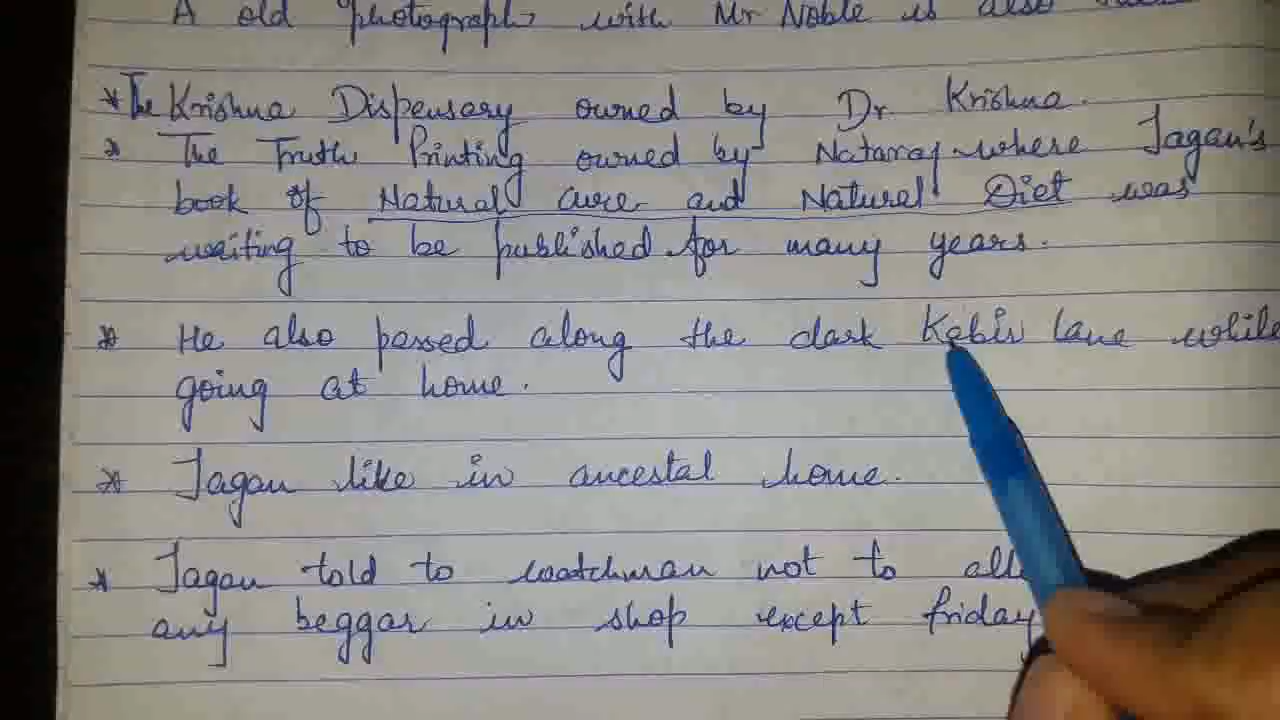 A old photograph with Mr Noble is also
* The Krishna Dispensary owned by Dr. Krishna.
* The Truth Printing owned by Nataraj where Jagan's
book of Natural cure and Natural Diet was
waiting to be published for many years.
* He also passed along the dark Kabir lane while
going at home.
* Jagan like in ancestal home.
* Jagan told to watchman not to
any beggar in shop except friday